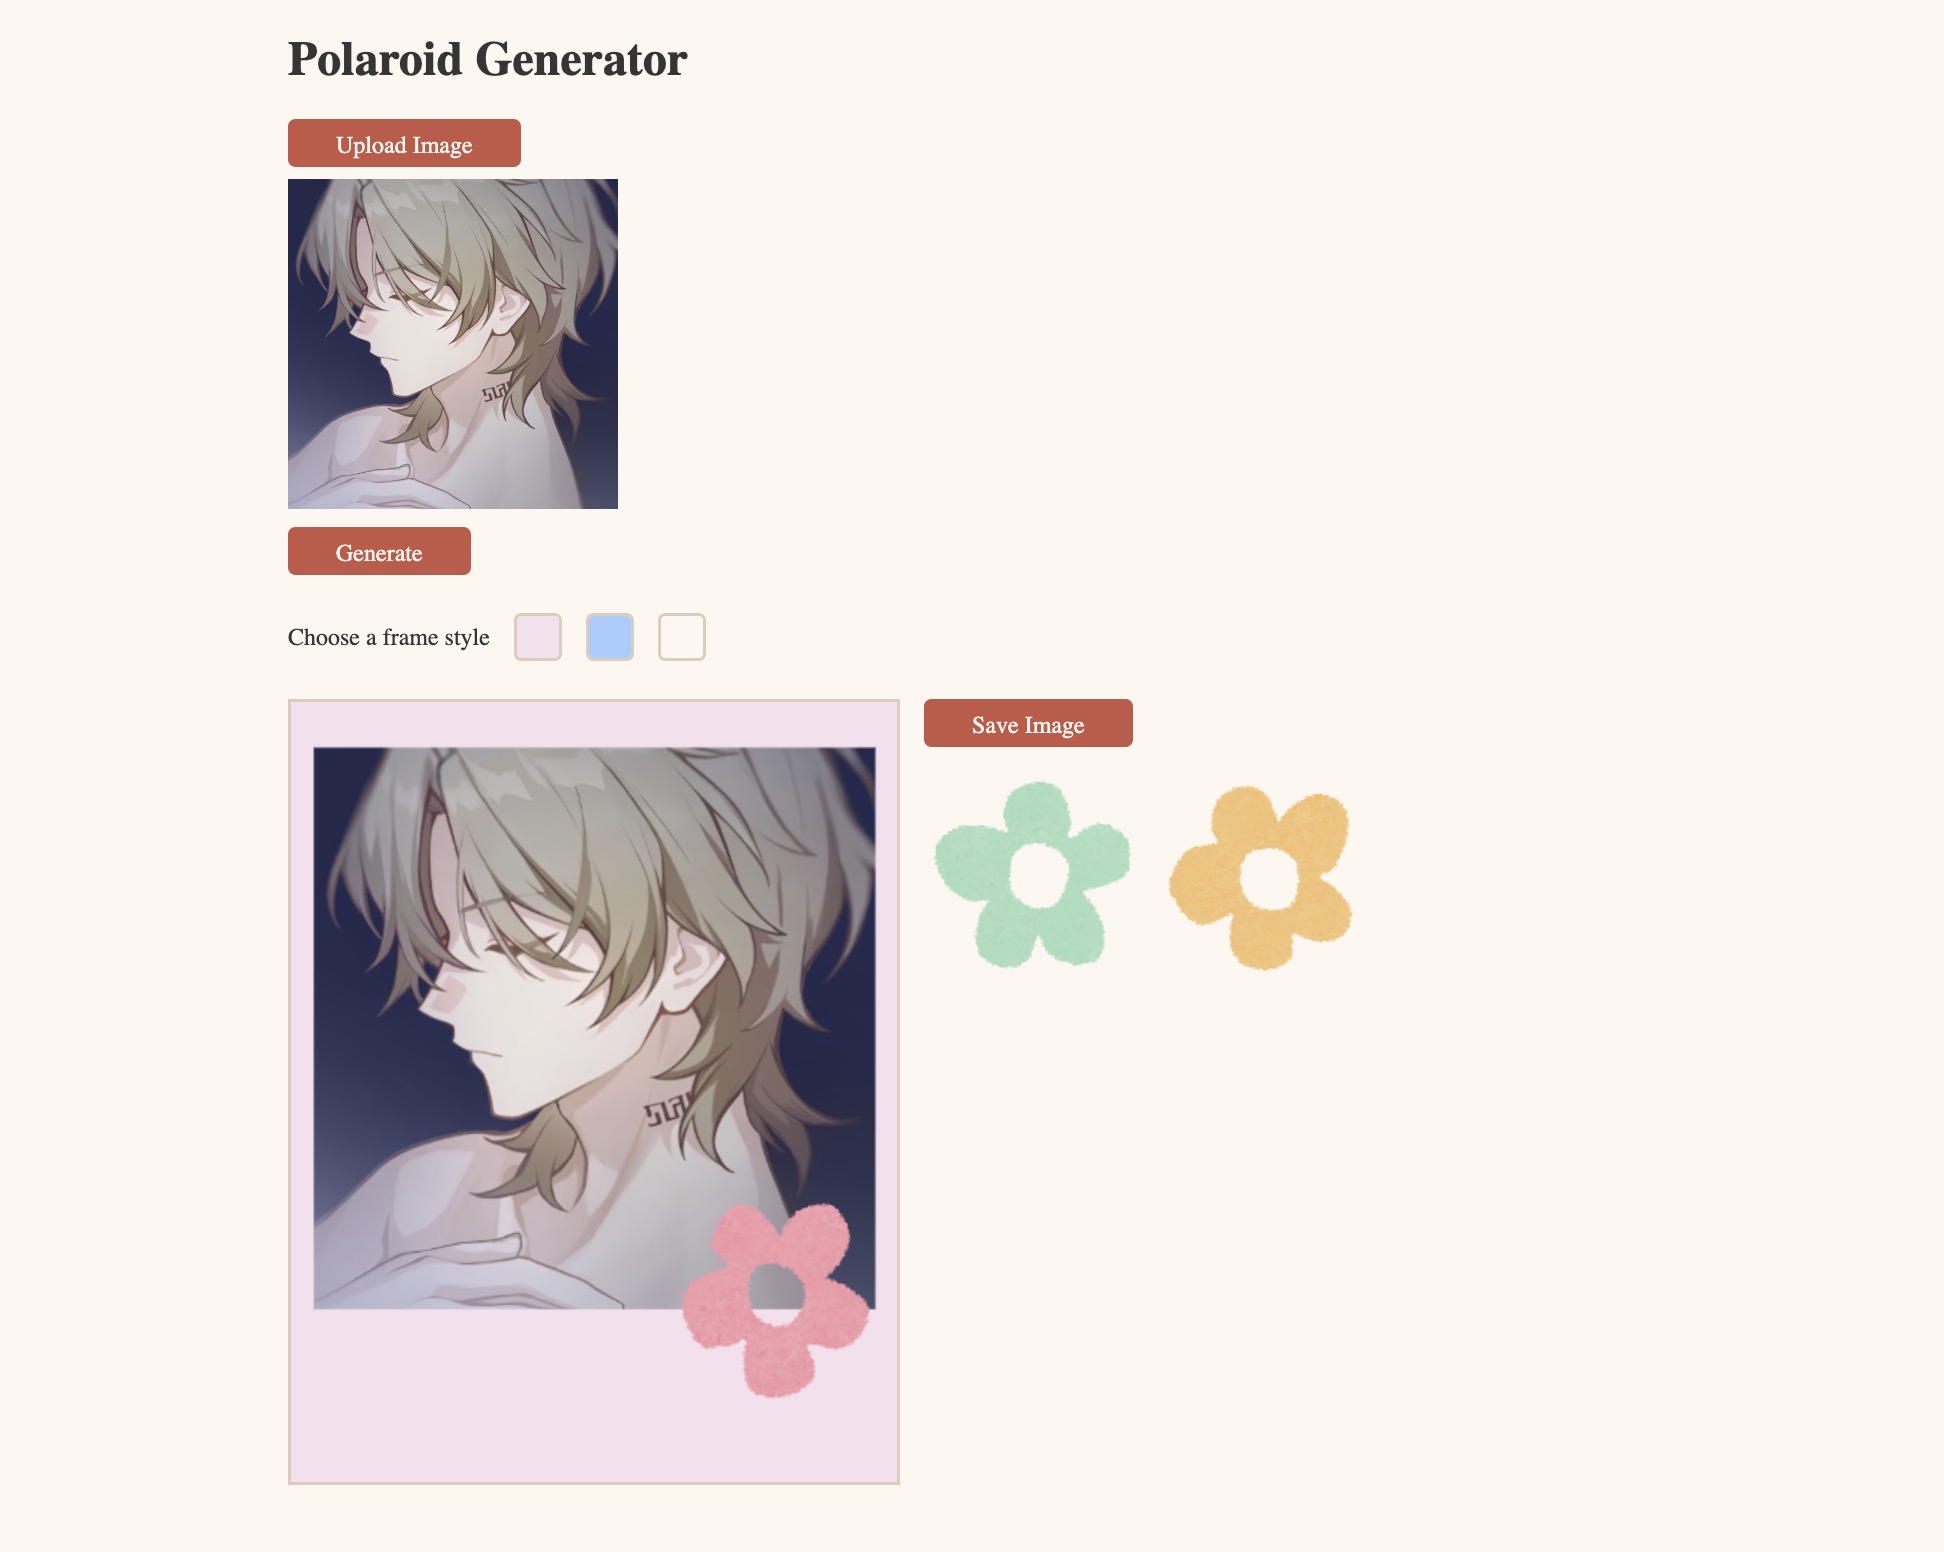 Polaroid Generator
Upload Image
Generate
Choose a frame style
Save Image